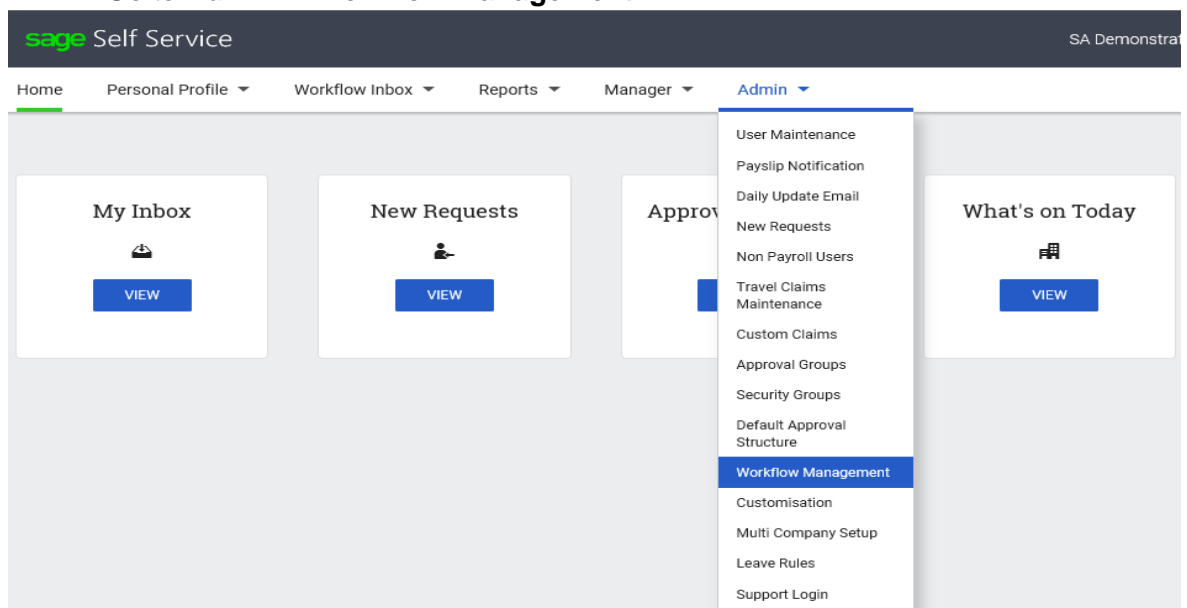 sage Self Service
SA Demonstrat
Home Personal Profile Workflow Inbox Reports Manager Admin
User Maintenance
Payslip Notification
Daily Update Email
New Requests
Non Payroll Users
Travel Claims
Maintenance
Custom Claims
Approval Groups
Security Groups
Default Approval
Structure
Workflow Management
Customisation
Multi Company Setup
Leave Rules
Support Login
My Inbox
VIEW
New Requests
VIEW
Approv
What's on Today
VIEW